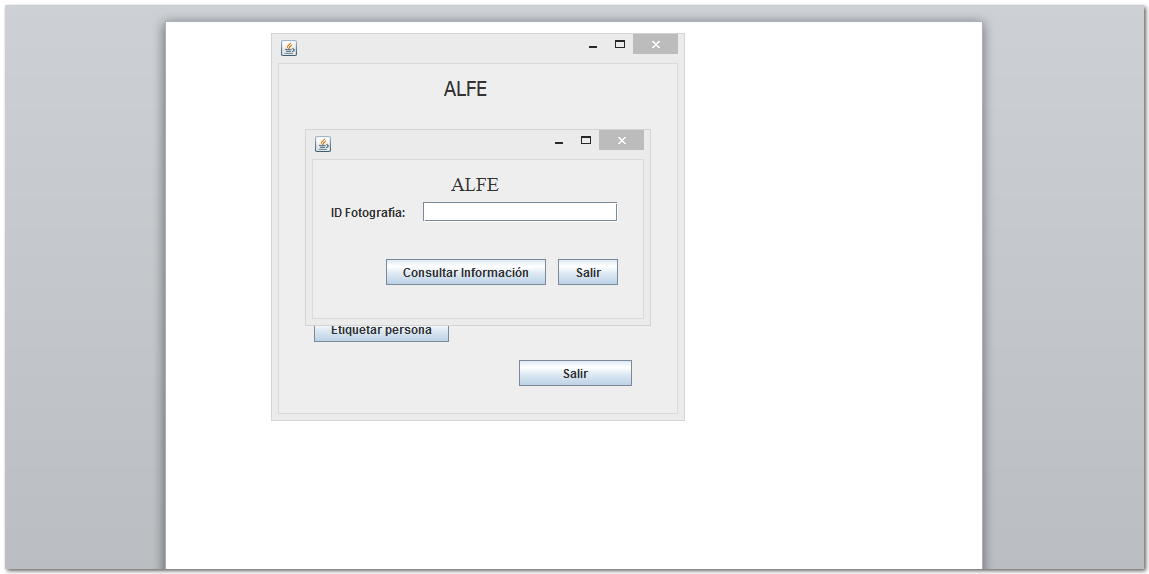 ALFE
ALFE
ID Fotografía:
Consultar Información Salir
Etiquetar persona
Salir